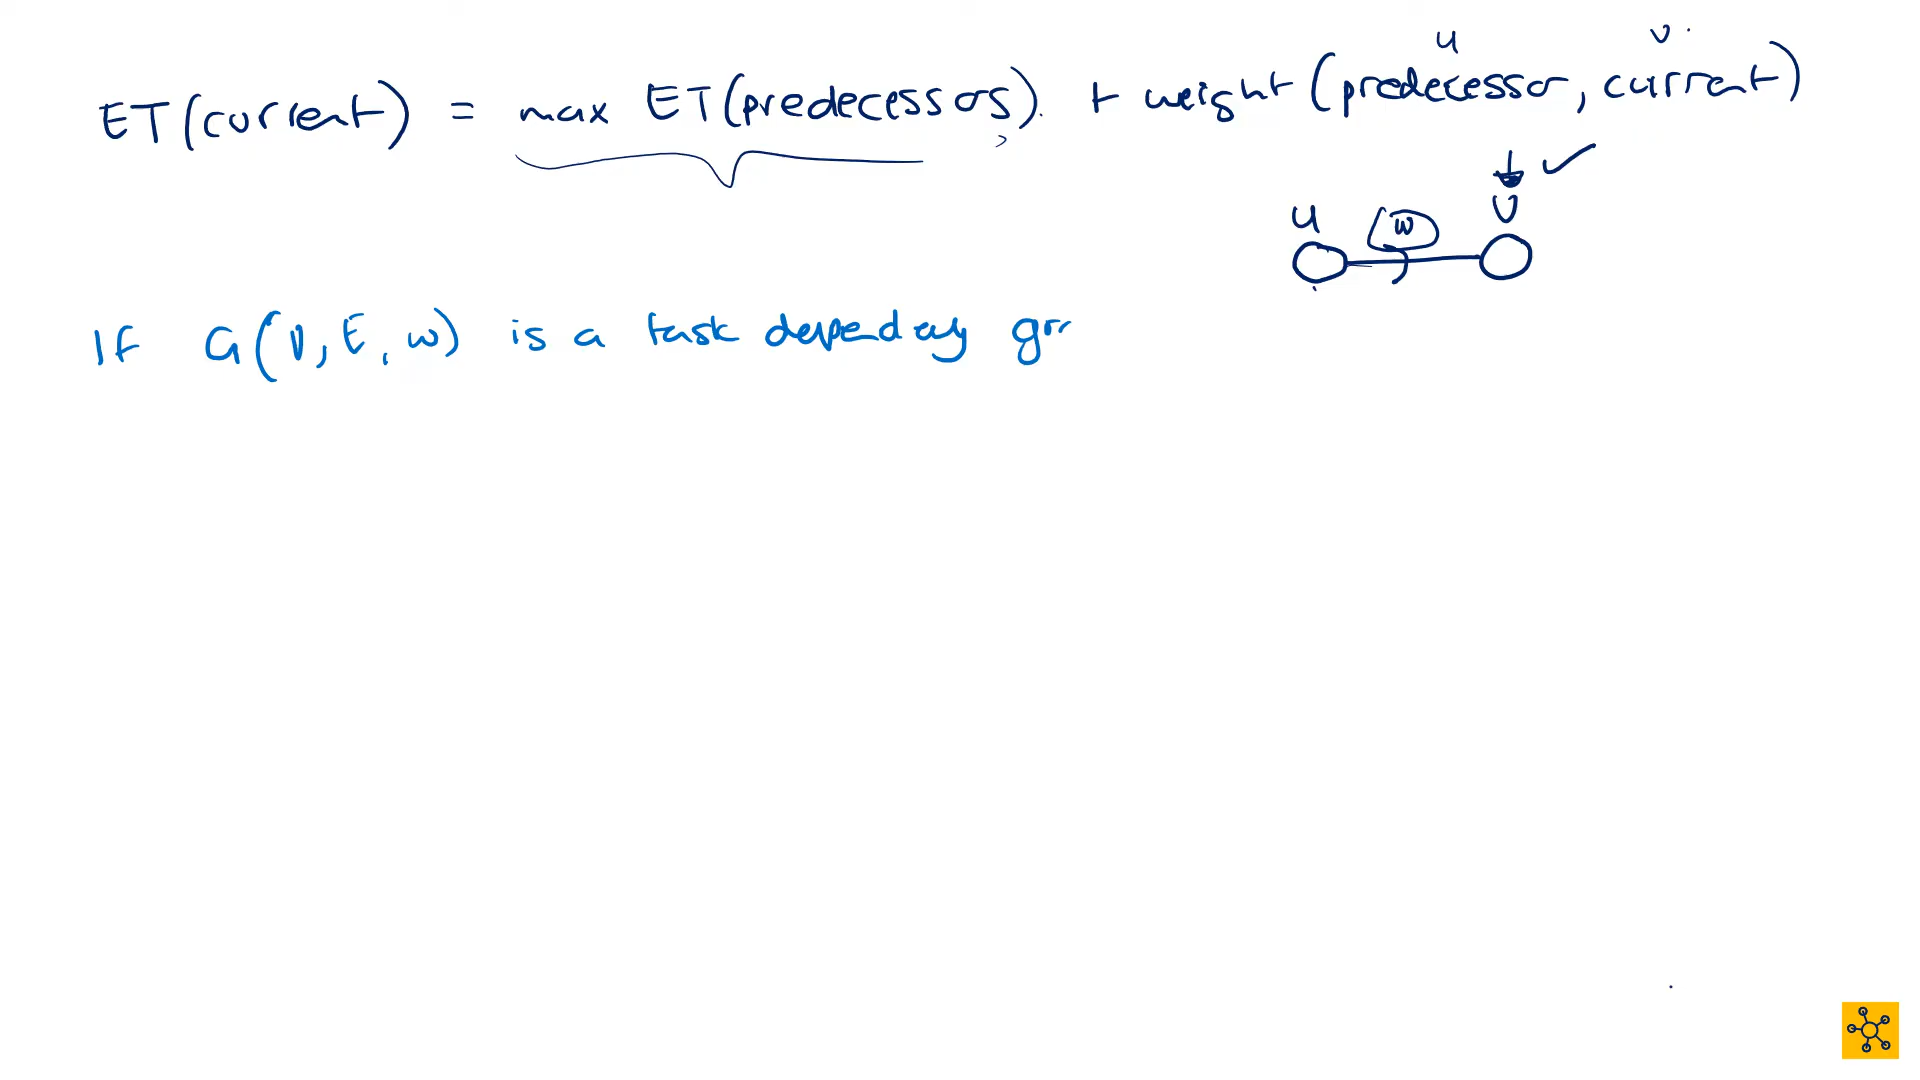 u v
ET(current) = max ET(predecessors) + weight(predecessor, current)
u w v
If G(V, E, w) is a task dependency gr